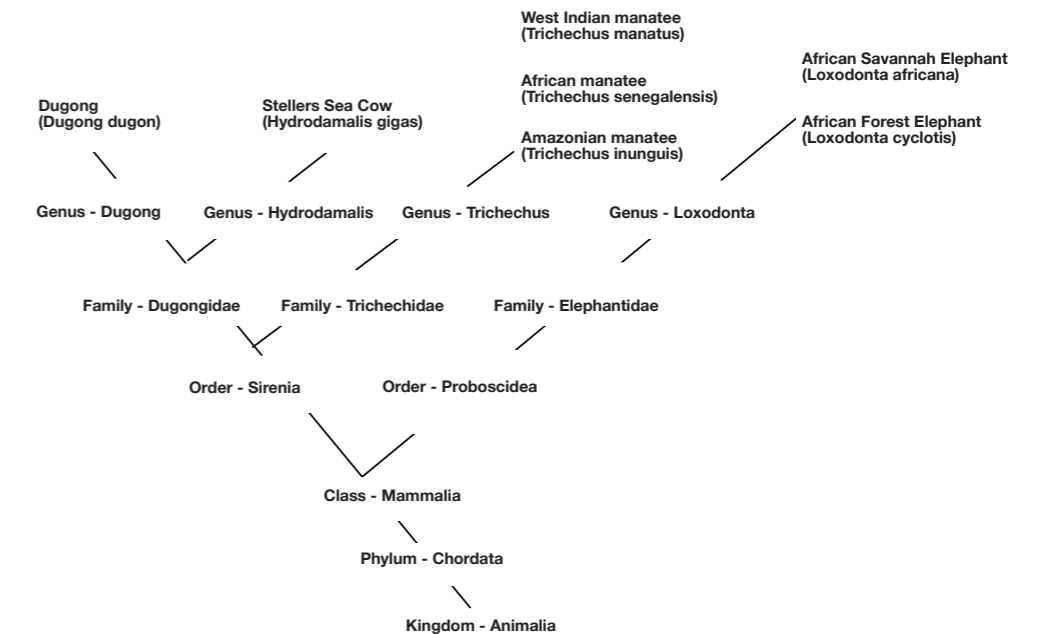 West Indian manatee
(Trichechus manatus)
African Savannah Elephant
(Loxodonta africana)
African manatee
(Trichechus senegalensis)
Dugong
(Dugong dugon)
Stellers Sea Cow
(Hydrodamalis gigas)
African Forest Elephant
(Loxodonta cyclotis)
Amazonian manatee
(Trichechus inunguis)
Genus - Dugong
Genus - Hydrodamalis
Genus - Trichechus
Genus - Loxodonta
Family - Dugongidae
Family - Trichechidae
Family - Elephantidae
Order - Sirenia
Order - Proboscidea
Class - Mammalia
Phylum - Chordata
Kingdom - Animalia